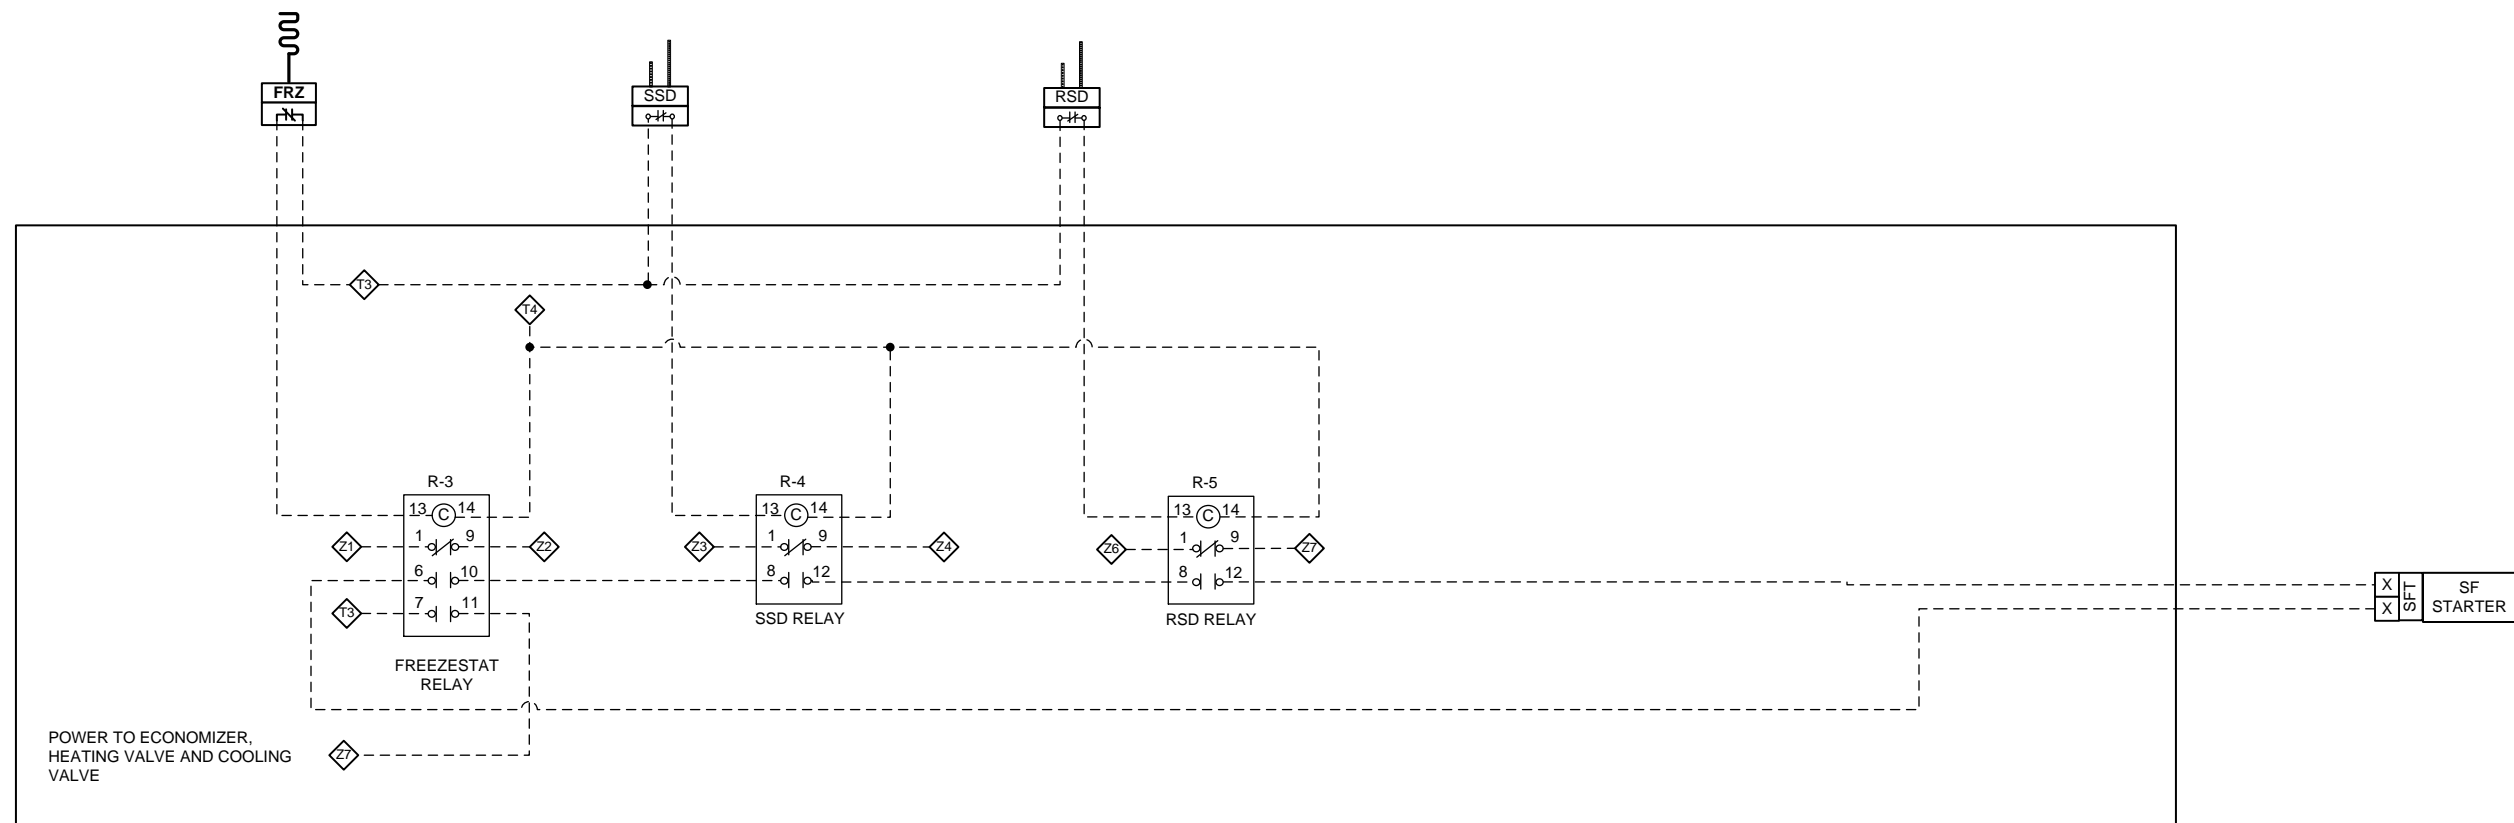 FRZ
SSD
RSD
T3
T4
R-3
R-4
R-5
13 C 14
13 C 14
13 C 14
Z1 1 9 Z2
Z3 1 9 Z4
Z6 1 9 Z7
6 10
8 12
8 12
T3 7 11
SSD RELAY
RSD RELAY
X
X
SFT
SF
STARTER
FREEZESTAT
RELAY
POWER TO ECONOMIZER,
HEATING VALVE AND COOLING
VALVE
Z7